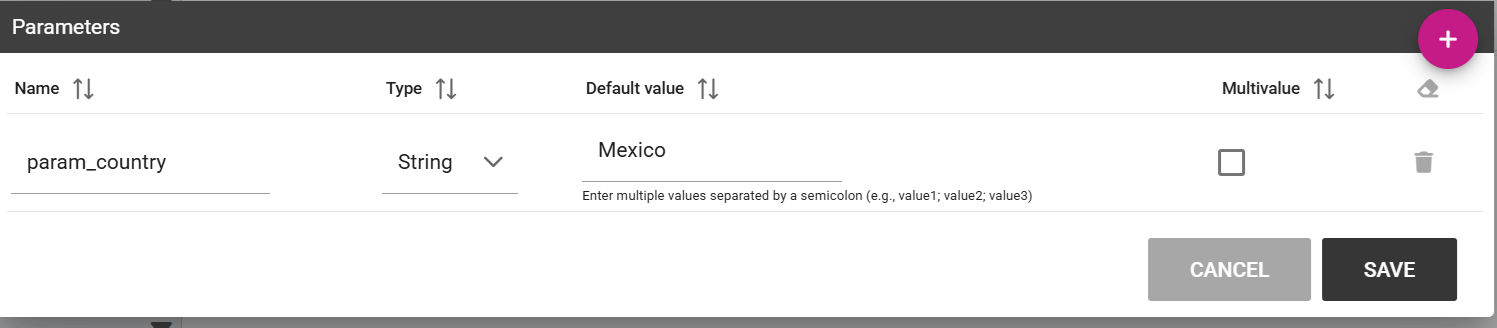 Parameters
+
Name Type Default value Multivalue
param_country String Mexico
Enter multiple values separated by a semicolon (e.g., value1; value2; value3)
CANCEL SAVE